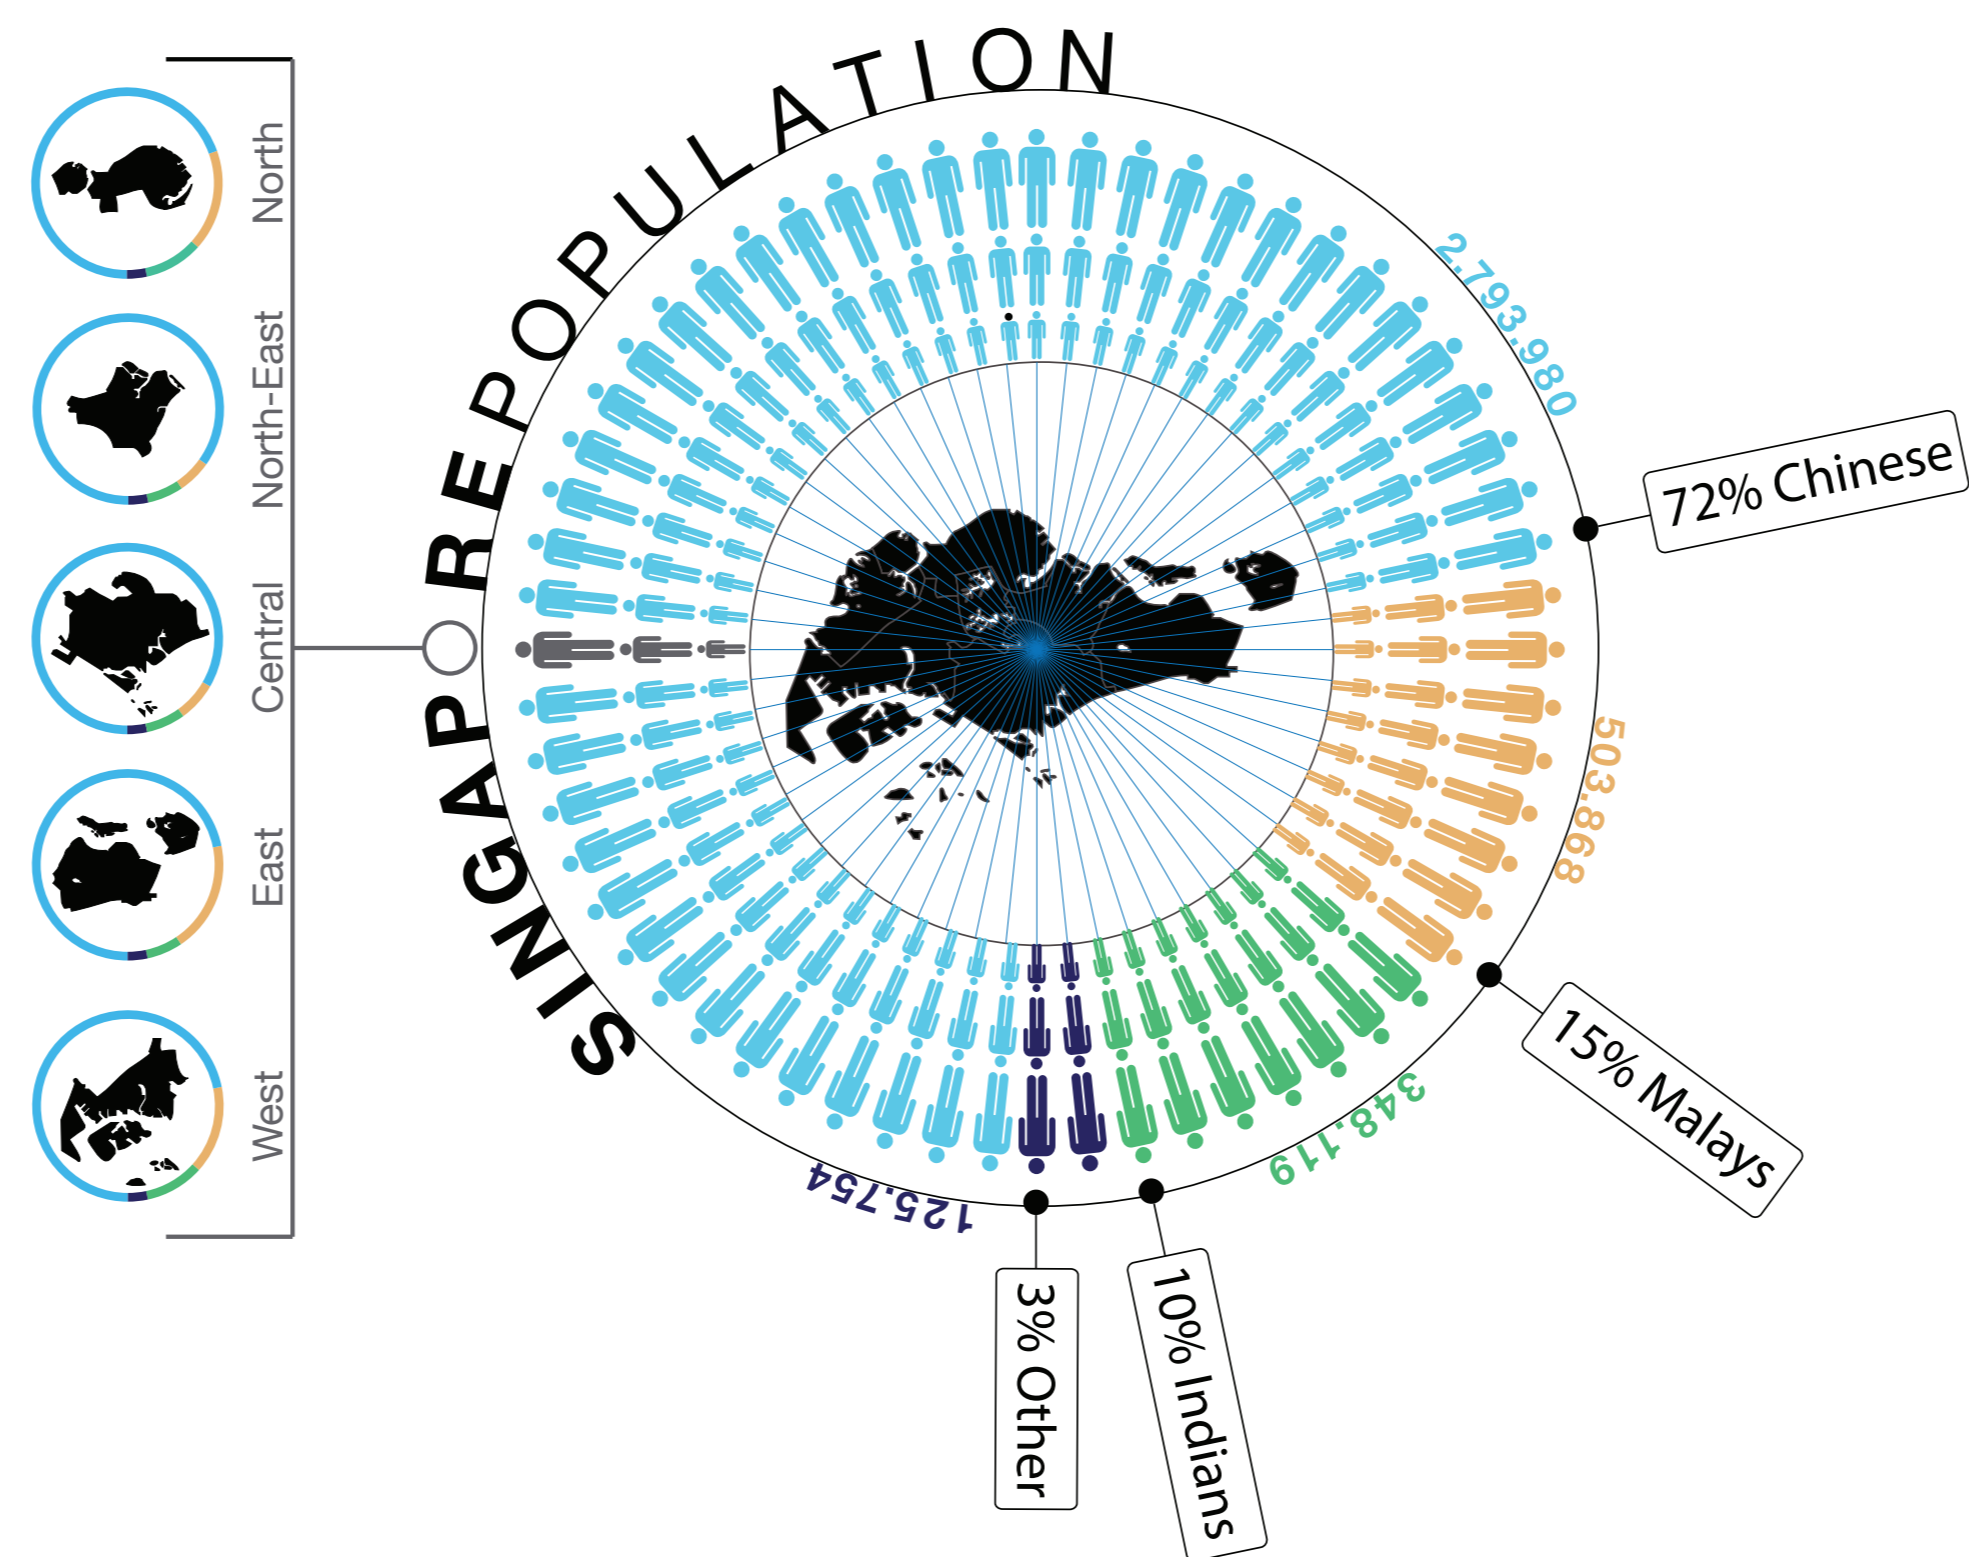 SINGAPORE POPULATION
North
North-East
Central
East
West
2.793.980
72% Chinese
503.868
15% Malays
348.119
10% Indians
125.754
3% Other